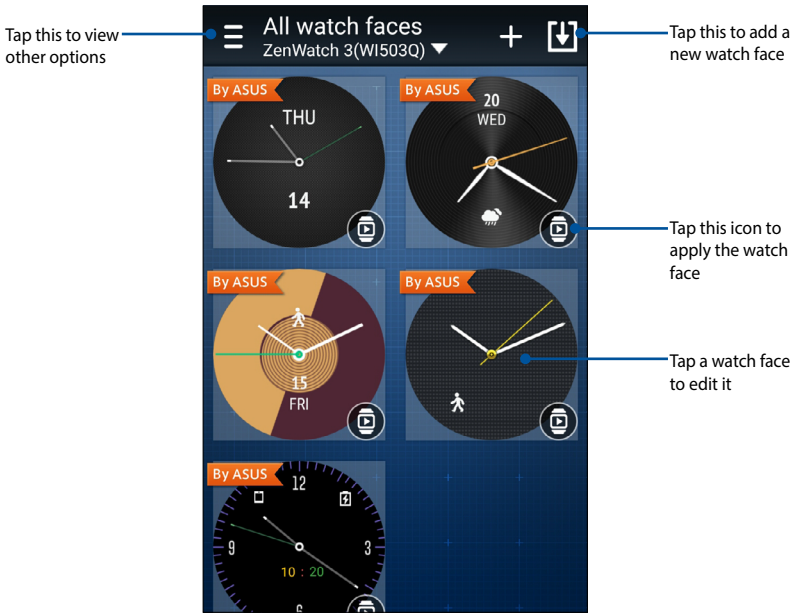 Tap this to view
other options
All watch faces
ZenWatch 3(WI503Q)
Tap this to add a
new watch face
By ASUS
THU
14
By ASUS
20
WED
Tap this icon to
apply the watch
face
By ASUS
15
FRI
By ASUS
Tap a watch face
to edit it
By ASUS
12
9
3
10 : 20
6